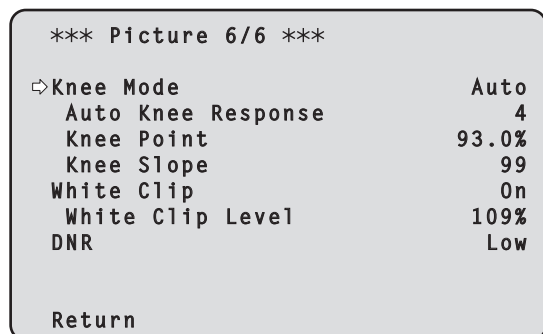 *** Picture 6/6 ***
⇨Knee Mode Auto
Auto Knee Response 4
Knee Point 93.0%
Knee Slope 99
White Clip On
White Clip Level 109%
DNR Low
Return